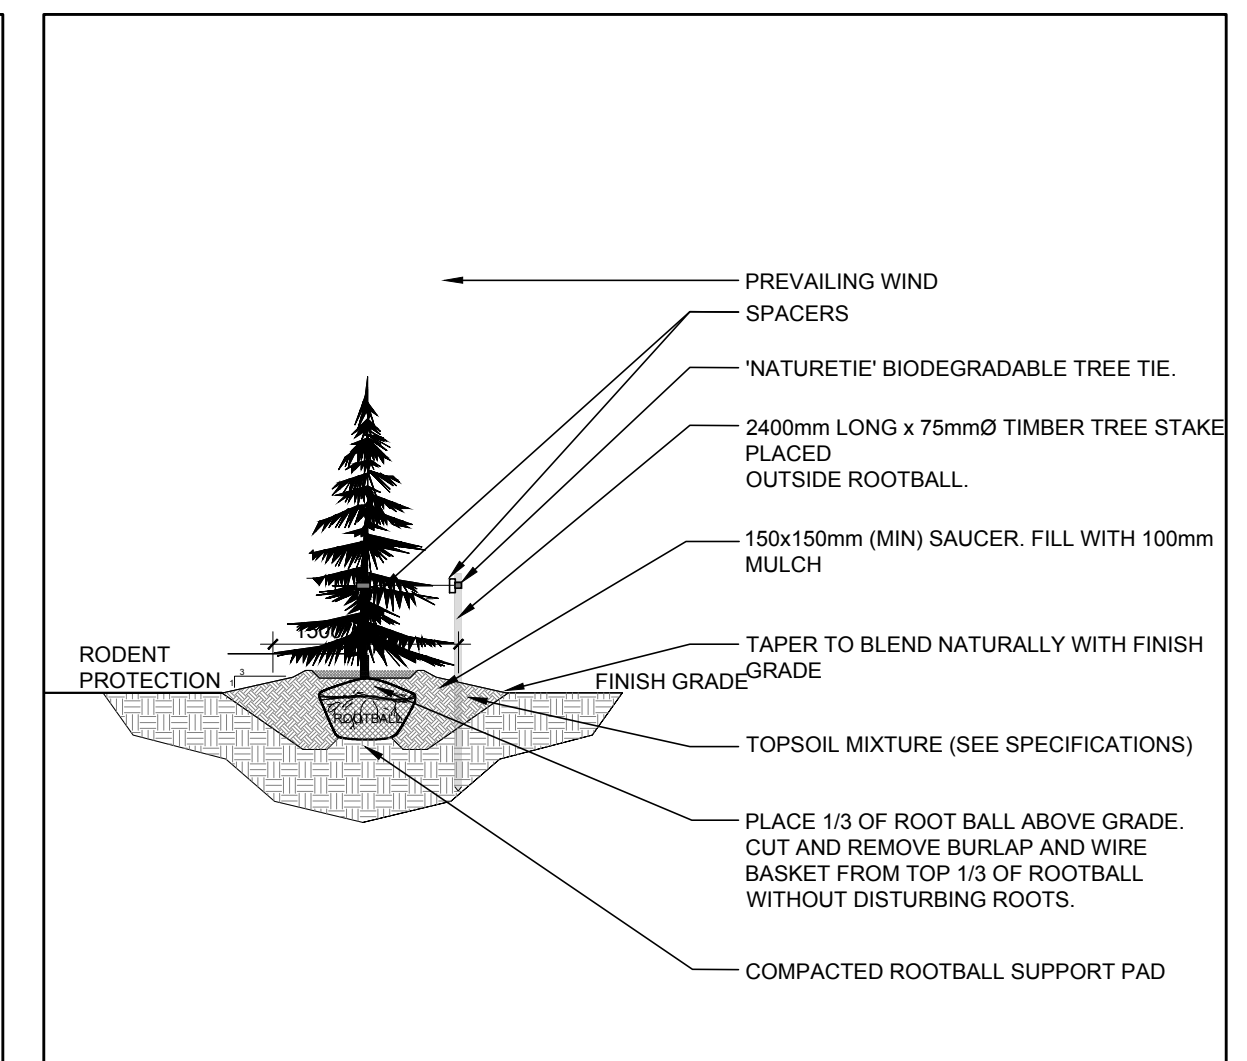 PREVAILING WIND
SPACERS
'NATURETIE' BIODEGRADABLE TREE TIE.
2400mm LONG x 75mmØ TIMBER TREE STAKE
PLACED
OUTSIDE ROOTBALL.
150x150mm (MIN) SAUCER. FILL WITH 100mm
MULCH
1500
TAPER TO BLEND NATURALLY WITH FINISH
GRADE
RODENT
PROTECTION
3
1
FINISH GRADE
ROOTBALL
TOPSOIL MIXTURE (SEE SPECIFICATIONS)
PLACE 1/3 OF ROOT BALL ABOVE GRADE.
CUT AND REMOVE BURLAP AND WIRE
BASKET FROM TOP 1/3 OF ROOTBALL
WITHOUT DISTURBING ROOTS.
COMPACTED ROOTBALL SUPPORT PAD